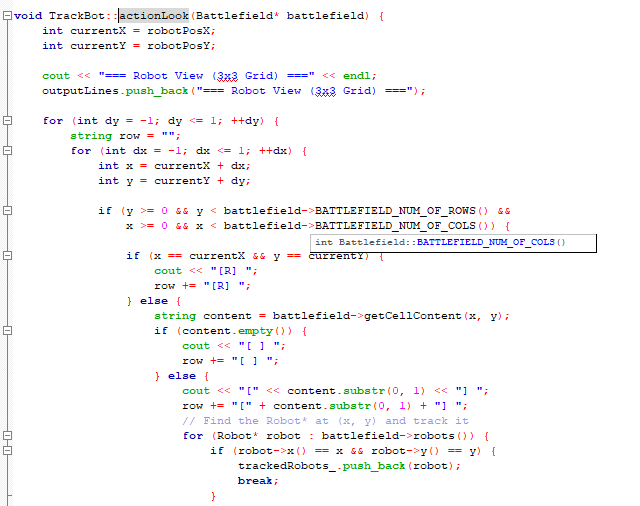 void TrackBot::actionLook(Battlefield* battlefield) {
    int currentX = robotPosX;
    int currentY = robotPosY;

    cout << "=== Robot View (3x3 Grid) ===" << endl;
    outputLines.push_back("=== Robot View (3x3 Grid) ===");

    for (int dy = -1; dy <= 1; ++dy) {
        string row = "";
        for (int dx = -1; dx <= 1; ++dx) {
            int x = currentX + dx;
            int y = currentY + dy;

            if (y >= 0 && y < battlefield->BATTLEFIELD_NUM_OF_ROWS() &&
                x >= 0 && x < battlefield->BATTLEFIELD_NUM_OF_COLS()) {
int Battlefield::BATTLEFIELD_NUM_OF_COLS()
                if (x == currentX && y == currentY) {
                    cout << "[R] ";
                    row += "[R] ";
                } else {
                    string content = battlefield->getCellContent(x, y);
                    if (content.empty()) {
                        cout << "[ ] ";
                        row += "[ ] ";
                    } else {
                        cout << "[" << content.substr(0, 1) << "] ";
                        row += "[" + content.substr(0, 1) + "] ";
                        // Find the Robot* at (x, y) and track it
                        for (Robot* robot : battlefield->robots()) {
                            if (robot->x() == x && robot->y() == y) {
                                trackedRobots_.push_back(robot);
                                break;
                            }